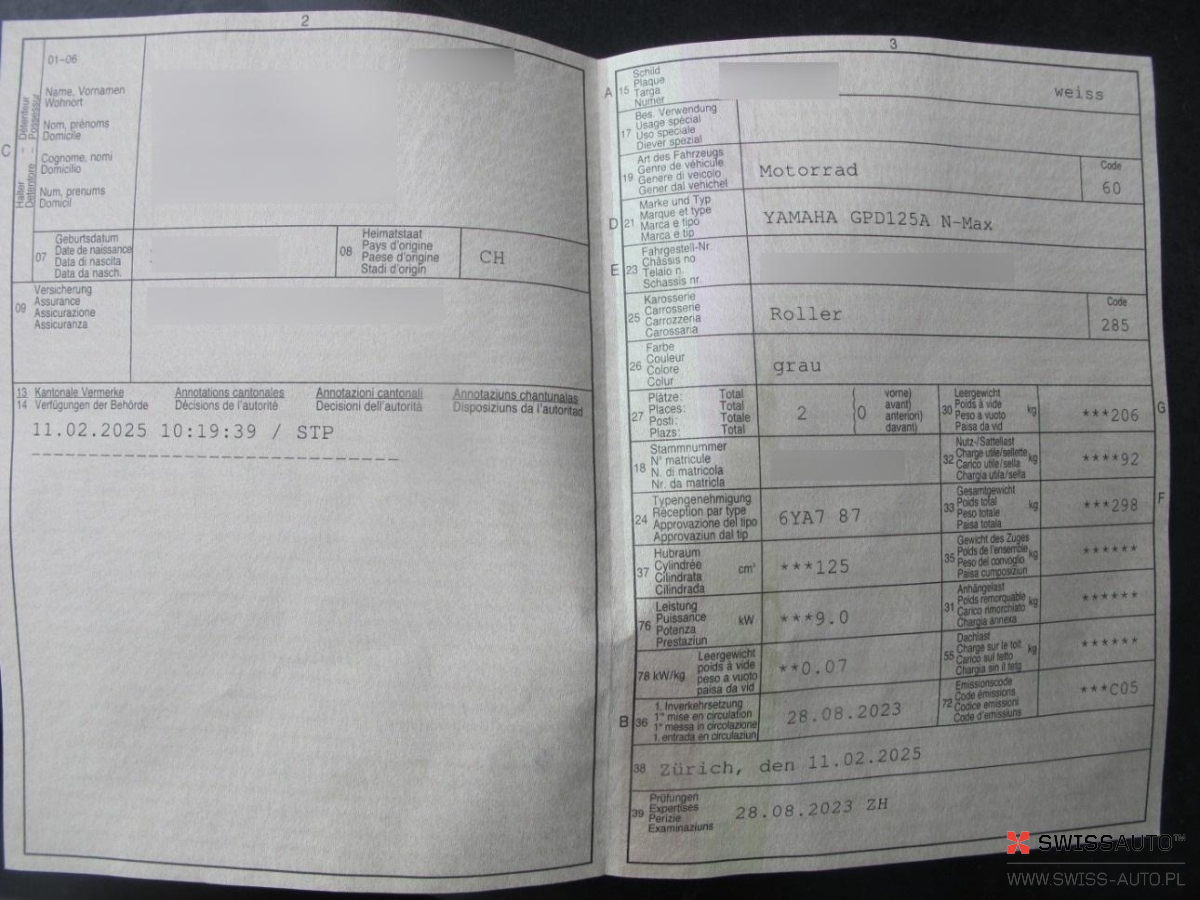 2
01-06
C
Halter Détenteur
Detentore Possessur
Name, Vornamen
Wohnort
Nom, prénoms
Domicile
Cognome, nomi
Domicilio
Num, prenums
Domicil
07
Geburtsdatum
Date de naissance
Data di nascita
Data da nasch.
08
Heimatstaat
Pays d'origine
Paese d'origine
Stadi d'origin
CH
09
Versicherung
Assurance
Assicurazione
Assicuranza
13 Kantonale Vermerke Annotations cantonales Annotazioni cantonali Annotaziuns chantunalas
14 Verfügungen der Behörde Décisions de l'autorité Decisioni dell'autorità Disposiziuns da l'autoritad
11.02.2025 10:19:39 / STP
3
A 15
Schild
Plaque
Targa
Numer
weiss
17
Bes. Verwendung
Usage spécial
Uso speciale
Diever spezial
19
Art des Fahrzeugs
Genre de véhicule
Genere di veicolo
Gener dal vehichel
Motorrad
Code
60
D 21
Marke und Typ
Marque et type
Marca e tipo
Marca e tip
YAMAHA GPD125A N-Max
E 23
Fahrgestell-Nr.
Châssis no
Telaio n.
Schassis nr.
25
Karosserie
Carrosserie
Carrozzeria
Carossaria
Roller
Code
285
26
Farbe
Couleur
Colore
Colur
grau
27
Plätze: Total
Places: Total
Posti: Totale
Plazs: Total
2
(0
vorne)
avant)
anteriori)
davant)
30
Leergewicht
Poids à vide
Peso a vuoto
Paisa da vid
kg
***206
G
18
Stammnummer
N° matricule
N. di matricola
Nr. da matricla
32
Nutz-/Sattellast
Charge utile/sellette
Carico utile/sella
Chargia utila/sella
kg
****92
24
Typengenehmigung
Réception par type
Approvazione del tipo
Approvaziun dal tip
6YA7 87
33
Gesamtgewicht
Poids total
Peso totale
Paisa totala
kg
***298
F
37
Hubraum
Cylindrée
Cilindrata
Cilindrada
cm³
***125
35
Gewicht des Zuges
Poids de l'ensemble
Peso del convoglio
Paisa cumposiziun
kg
******
76
Leistung
Puissance
Potenza
Prestaziun
kW
***9.0
31
Anhängelast
Poids remorquable
Carico rimorchiato
Chargia annexa
kg
******
78 kW/kg
Leergewicht
poids à vide
peso a vuoto
paisa da vid
**0.07
55
Dachlast
Charge sur le toit
Carico sul tetto
Chargia sin il tetg
kg
******
B 36
1. Inverkehrsetzung
1re mise en circulation
1a messa in circolazione
1. entrada en circulaziun
28.08.2023
72
Emissionscode
Code émissions
Codice emissioni
Code d'emissiuns
***C05
38 Zürich, den 11.02.2025
39
Prüfungen
Expertises
Perizie
Examinaziuns
28.08.2023 ZH
SWISSAUTO™
WWW.SWISS-AUTO.PL